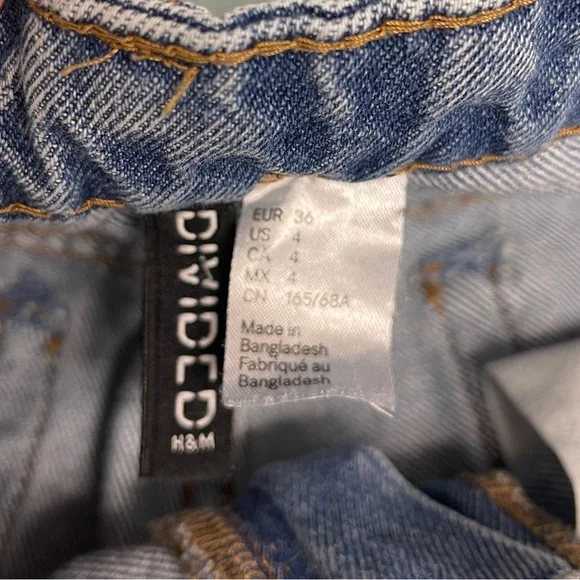 DIVIDED
H&M
EUR 36
US 4
CA 4
MX 4
CN 165/68A
Made in
Bangladesh
Fabriqué au
Bangladesh